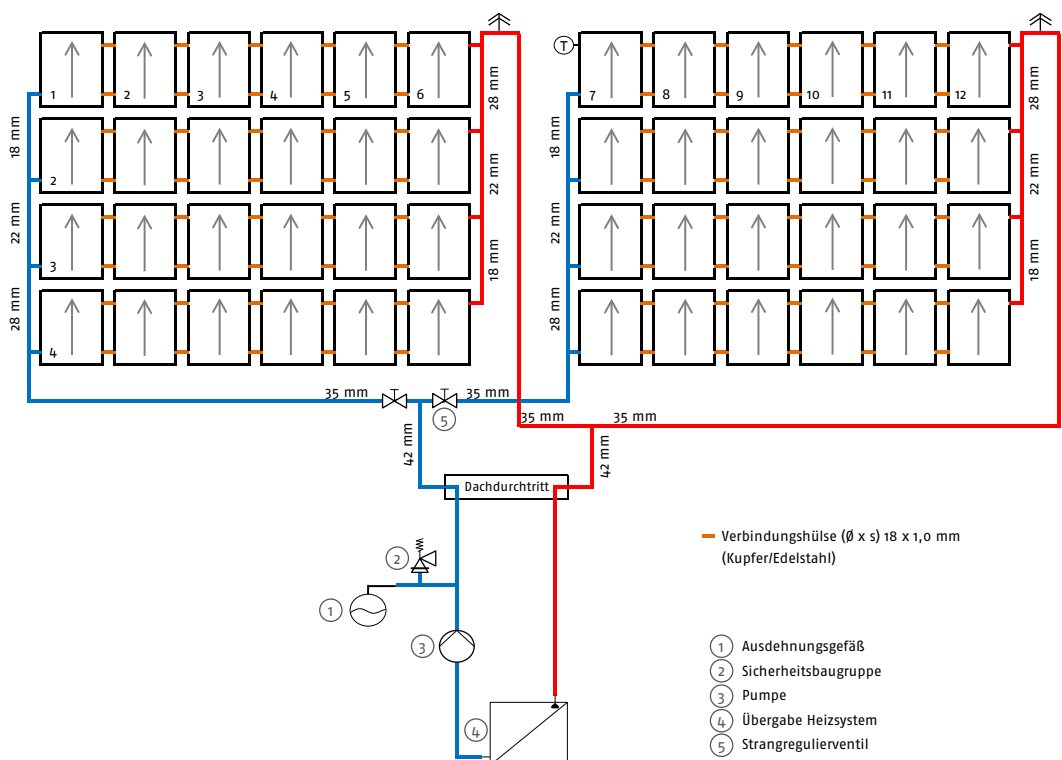 T
1 2 3 4 5 6
7 8 9 10 11 12
28 mm
28 mm
18 mm
18 mm
2
22 mm
22 mm
22 mm
22 mm
3
18 mm
18 mm
28 mm
28 mm
4
35 mm
35 mm
5
35 mm
35 mm
42 mm
42 mm
Dachdurchtritt
Verbindungshülse (Ø x s) 18 x 1,0 mm
(Kupfer/Edelstahl)
2
1
3
4
1 Ausdehnungsgefäß
2 Sicherheitsbaugruppe
3 Pumpe
4 Übergabe Heizsystem
5 Strangregulierventil